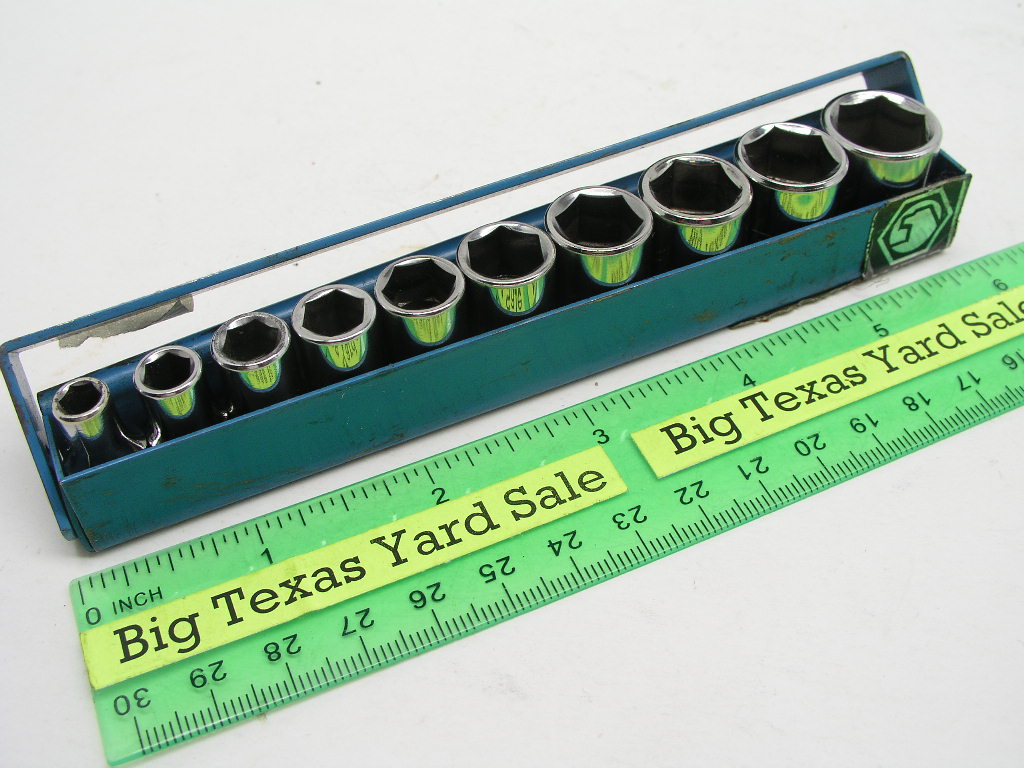 0 INCH 1 2 3 4 5 6
Big Texas Yard Sale
Big Texas Yard Sale
30 29 28 27 26 25 24 23 22 21 20 19 18 17 16